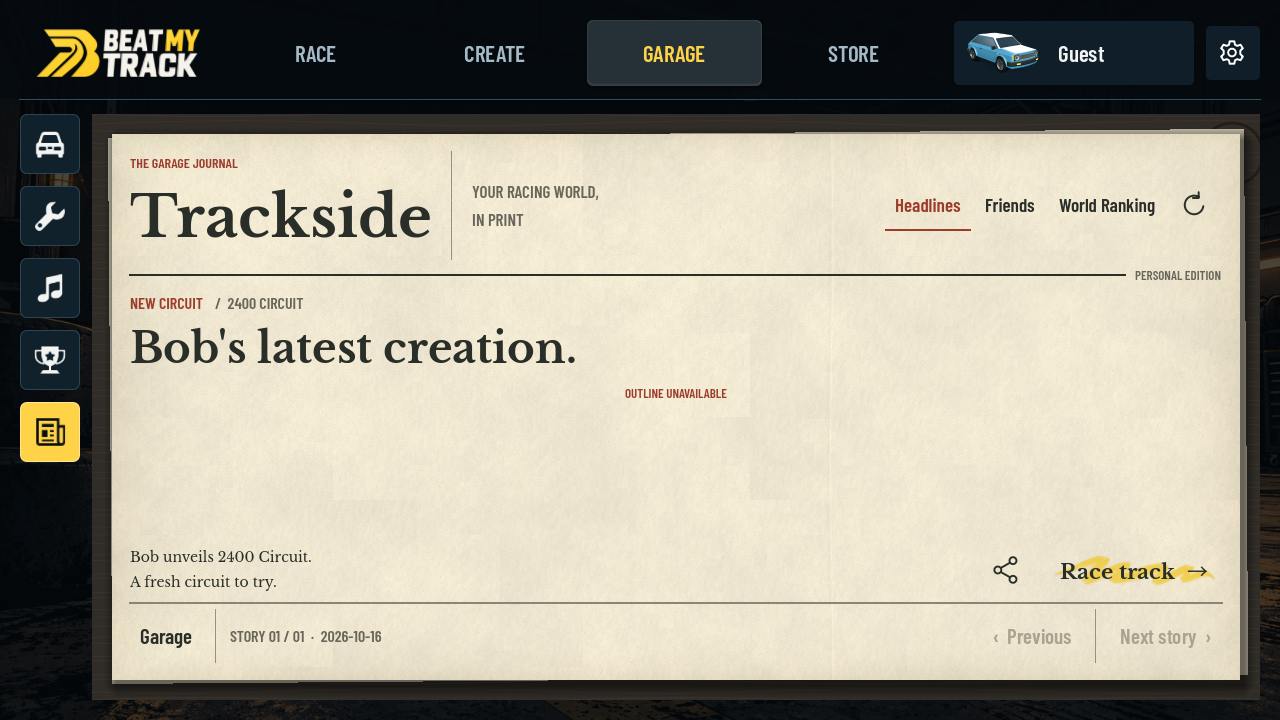 BEAT MY
TRACK
RACE
CREATE
GARAGE
STORE
Guest
THE GARAGE JOURNAL
Trackside
YOUR RACING WORLD,
IN PRINT
Headlines
Friends
World Ranking
PERSONAL EDITION
NEW CIRCUIT / 2400 CIRCUIT
Bob's latest creation.
OUTLINE UNAVAILABLE
Bob unveils 2400 Circuit.
A fresh circuit to try.
Race track →
Garage
STORY 01 / 01 · 2026-10-16
‹ Previous
Next story ›